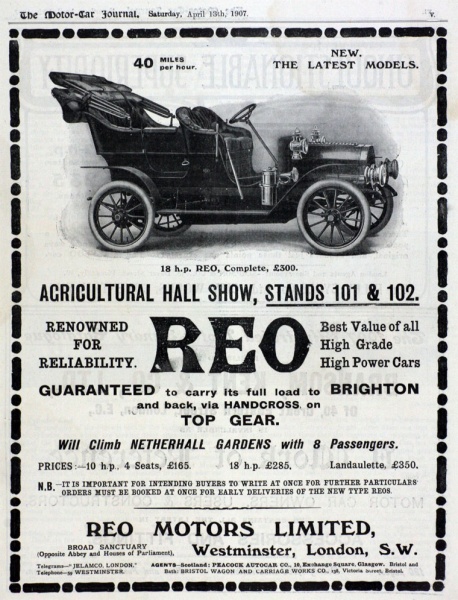 The Motor-Car Journal. Saturday, April 13th, 1907. v.
40 MILES per hour.
NEW.
THE LATEST MODELS.
18 h.p. REO, Complete, £300.
AGRICULTURAL HALL SHOW, STANDS 101 & 102.
RENOWNED
FOR
RELIABILITY.
REO
Best Value of all
High Grade
High Power Cars
GUARANTEED to carry its full load to BRIGHTON
and back, via HANDCROSS, on
TOP GEAR.
Will Climb NETHERHALL GARDENS with 8 Passengers.
PRICES:—10 h.p., 4 Seats, £165. 18 h.p. £285. Landaulette, £350.
N.B.—IT IS IMPORTANT FOR INTENDING BUYERS TO WRITE AT ONCE FOR FURTHER PARTICULARS
ORDERS MUST BE BOOKED AT ONCE FOR EARLY DELIVERIES OF THE NEW TYPE REOS.
REO MOTORS LIMITED,
BROAD SANCTUARY
(Opposite Abbey and Houses of Parliament),
Westminster, London, S.W.
Telegrams—"JELAMCO, LONDON."
Telephone—59 WESTMINSTER.
AGENTS—Scotland: PEACOCK AUTOCAR CO., 10, Exchange Square, Glasgow. Bristol and
Bath: BRISTOL WAGON AND CARRIAGE WORKS CO., 138, Victoria Street, Bristol.